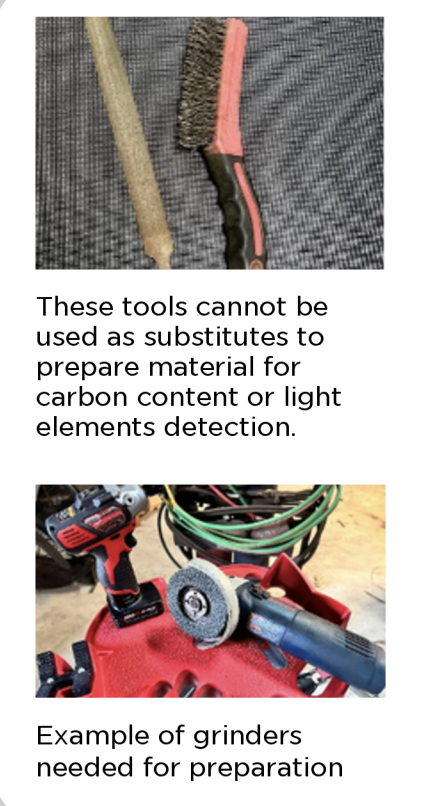 These tools cannot be
used as substitutes to
prepare material for
carbon content or light
elements detection.
Example of grinders
needed for preparation